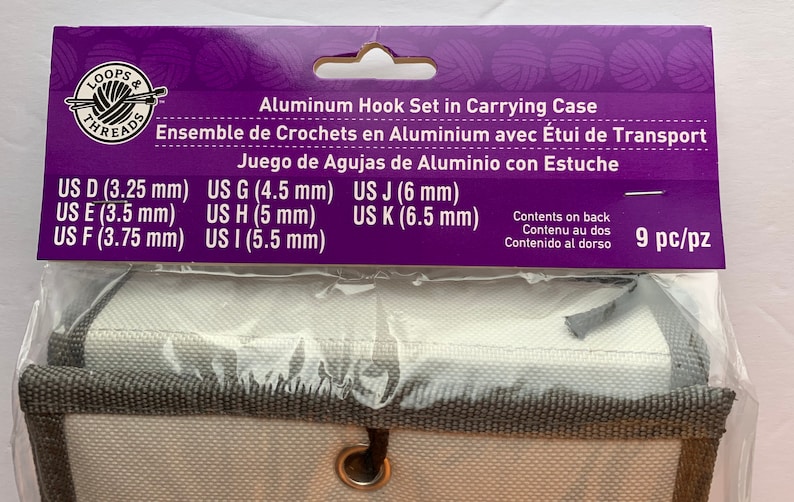 LOOPS &
THREADS™
Aluminum Hook Set in Carrying Case
Ensemble de Crochets en Aluminium avec Étui de Transport
Juego de Agujas de Aluminio con Estuche
US D (3.25 mm) US G (4.5 mm) US J (6 mm)
US E (3.5 mm) US H (5 mm) US K (6.5 mm)
US F (3.75 mm) US I (5.5 mm)
Contents on back
Contenu au dos
Contenido al dorso
9 pc/pz